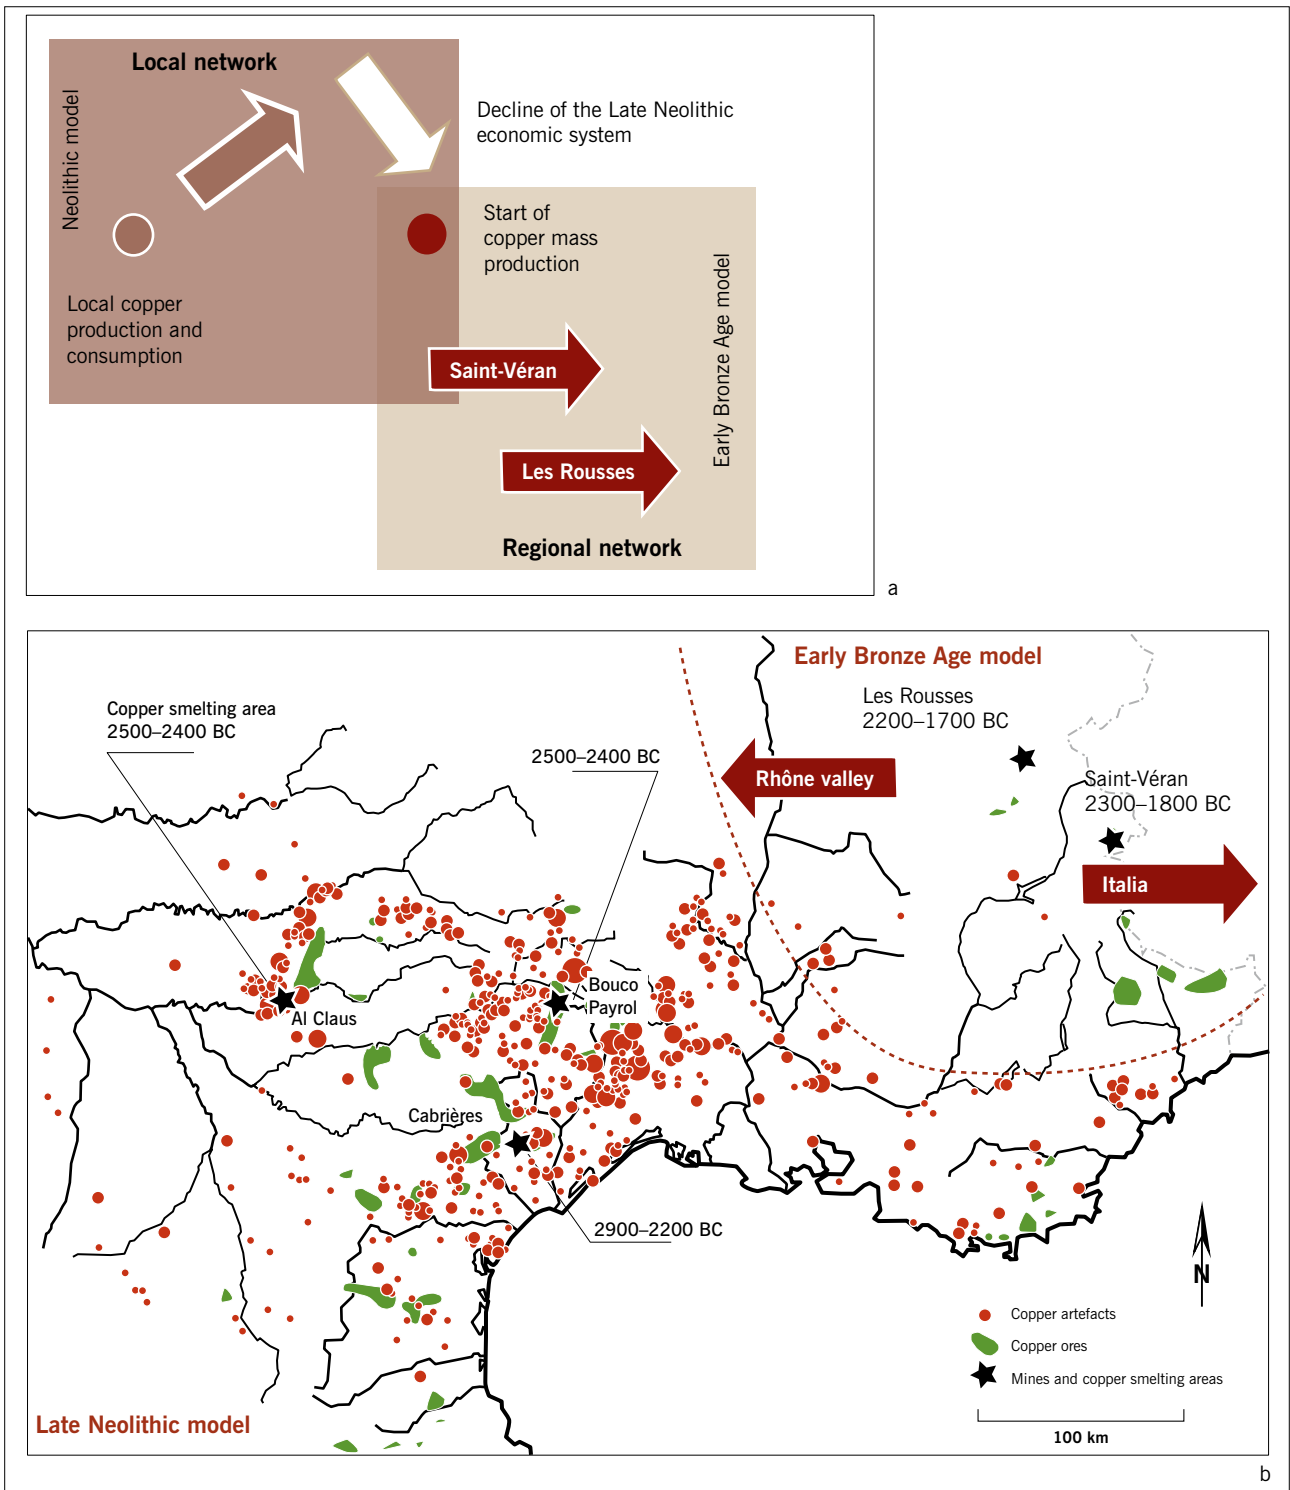 Local network
Neolithic model
Decline of the Late Neolithic
economic system
Start of
copper mass
production
Local copper
production and
consumption
Early Bronze Age model
Saint-Véran
Les Rousses
Regional network
a
Early Bronze Age model
Les Rousses
2200–1700 BC
Copper smelting area
2500–2400 BC
2500–2400 BC
Rhône valley
Saint-Véran
2300–1800 BC
Italia
Bouco
Payrol
Al Claus
Cabrières
2900–2200 BC
N
Copper artefacts
Copper ores
Mines and copper smelting areas
Late Neolithic model
100 km
b